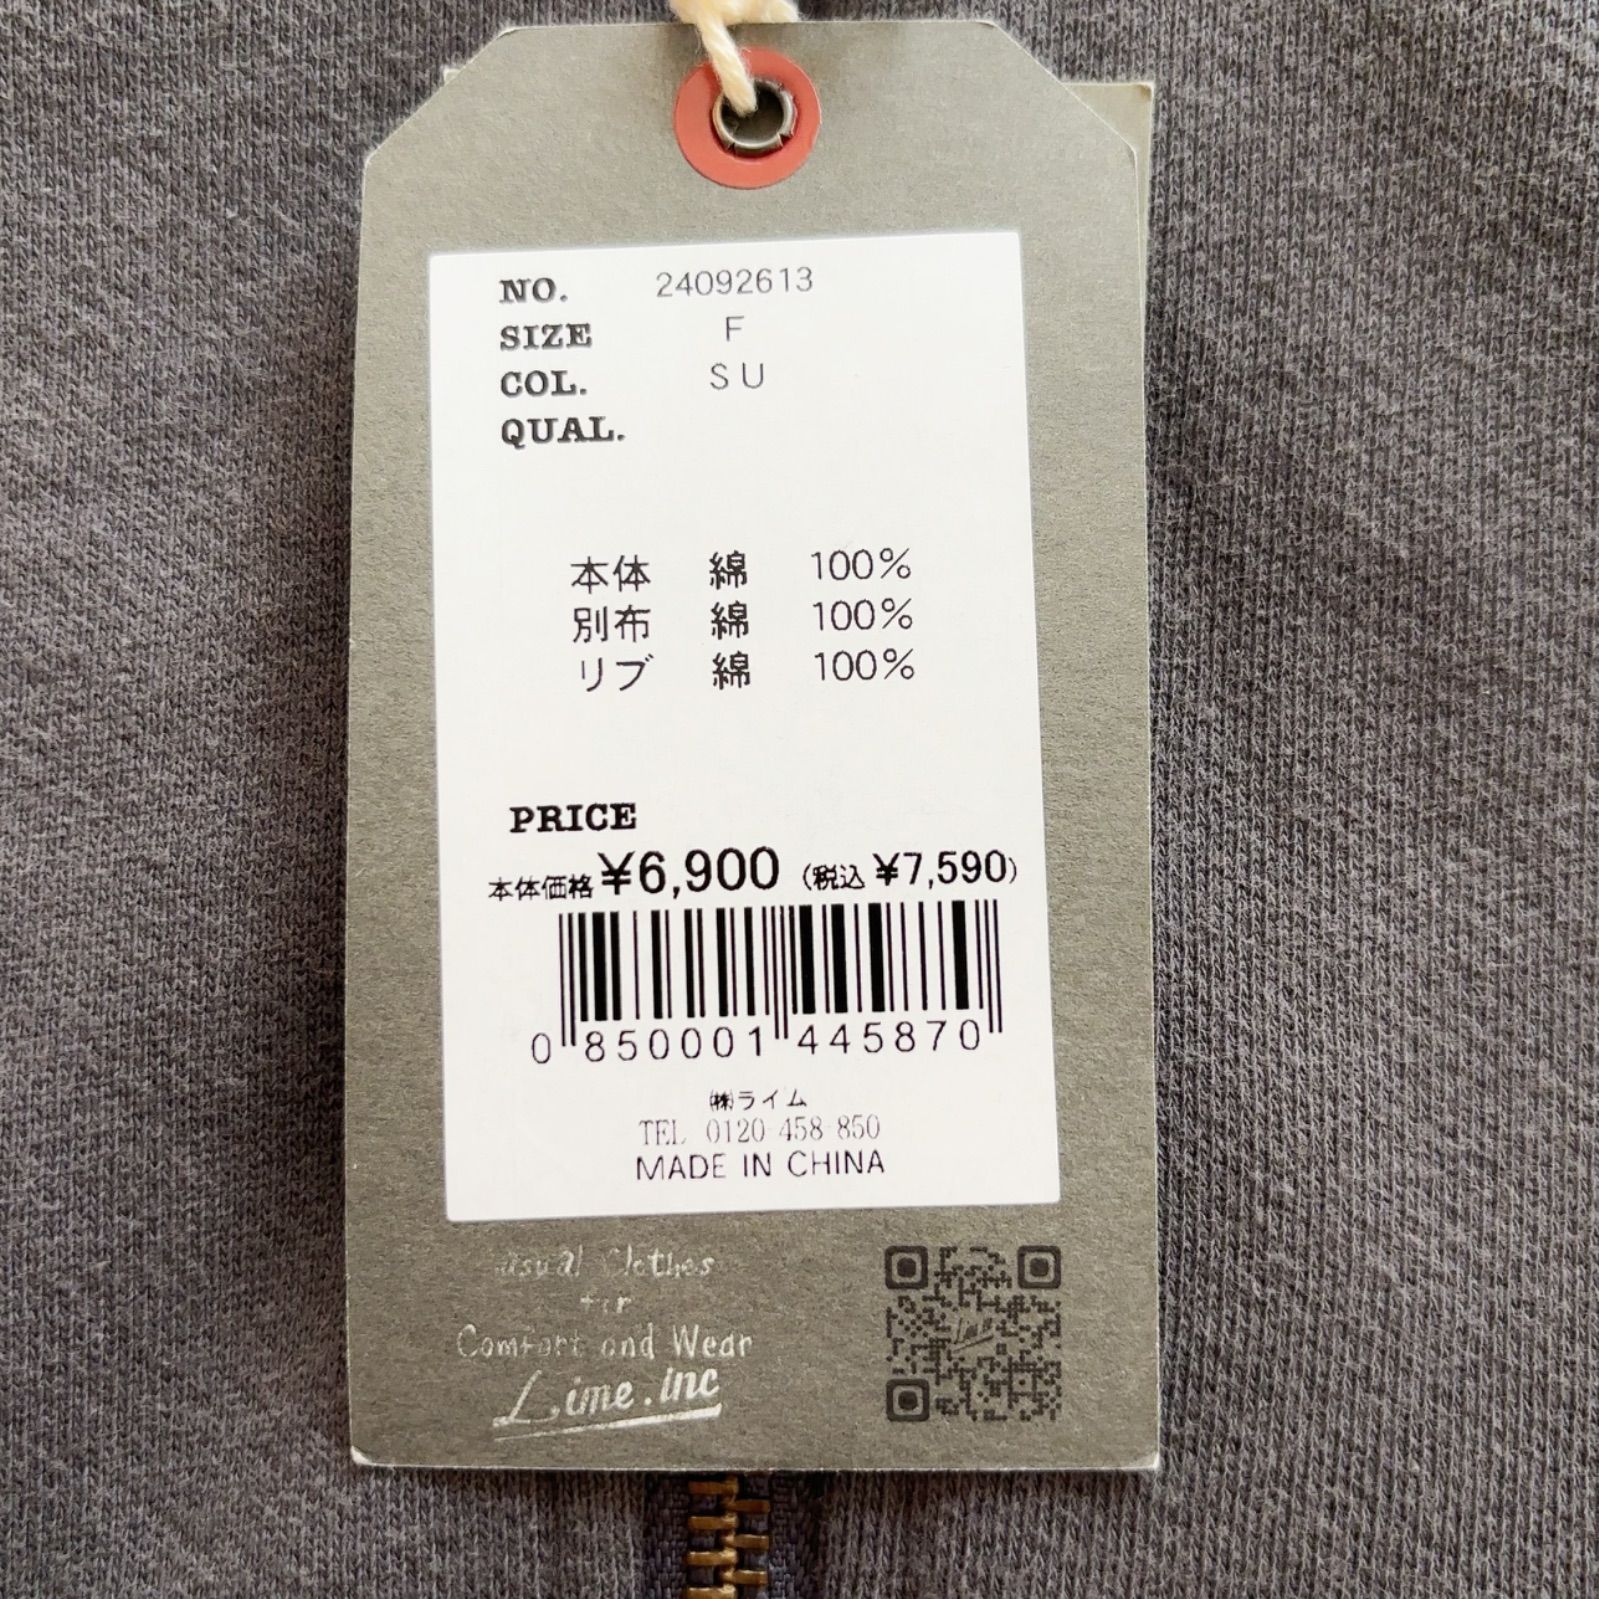 NO. 24092613
SIZE F
COL. SU
QUAL.
本体 綿 100%
別布 綿 100%
リブ 綿 100%
PRICE
本体価格 ¥6,900 (税込 ¥7,590)
0 850001 445870
㈱ライム
TEL 0120-458-850
MADE IN CHINA
Clothes
for
Comfort and Wear
Lime.inc